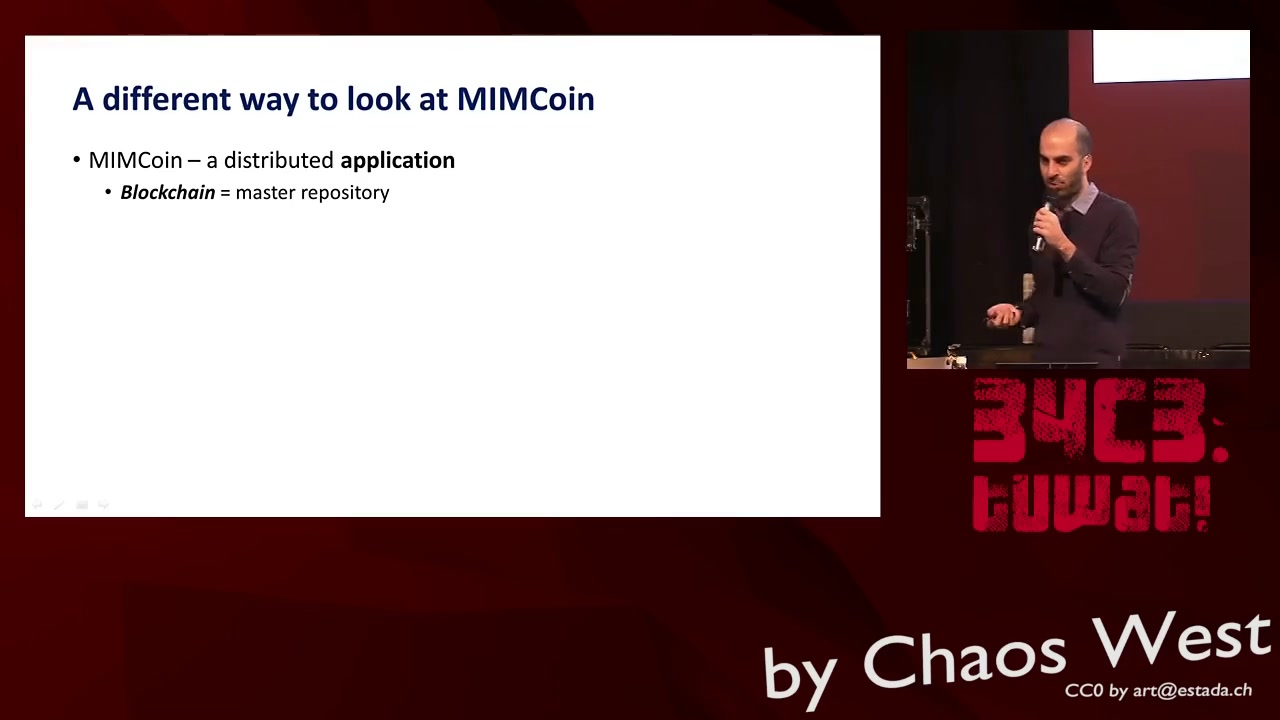 A different way to look at MIMCoin
• MIMCoin – a distributed application
• Blockchain = master repository
34C3:
tuwat!
by Chaos West
CC0 by art@estada.ch